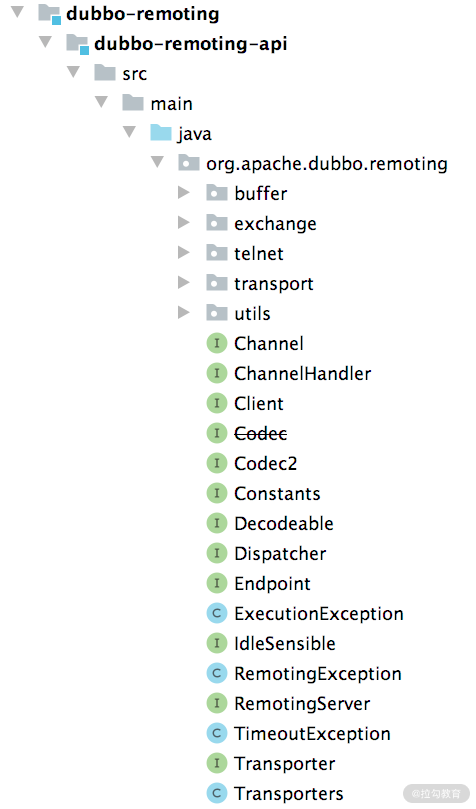 dubbo-remoting
dubbo-remoting-api
src
main
java
org.apache.dubbo.remoting
buffer
exchange
telnet
transport
utils
I Channel
I ChannelHandler
I Client
I Codec
I Codec2
I Constants
I Decodeable
I Dispatcher
I Endpoint
C ExecutionException
I IdleSensible
C RemotingException
I RemotingServer
C TimeoutException
I Transporter
C Transporters
@拉勾教育